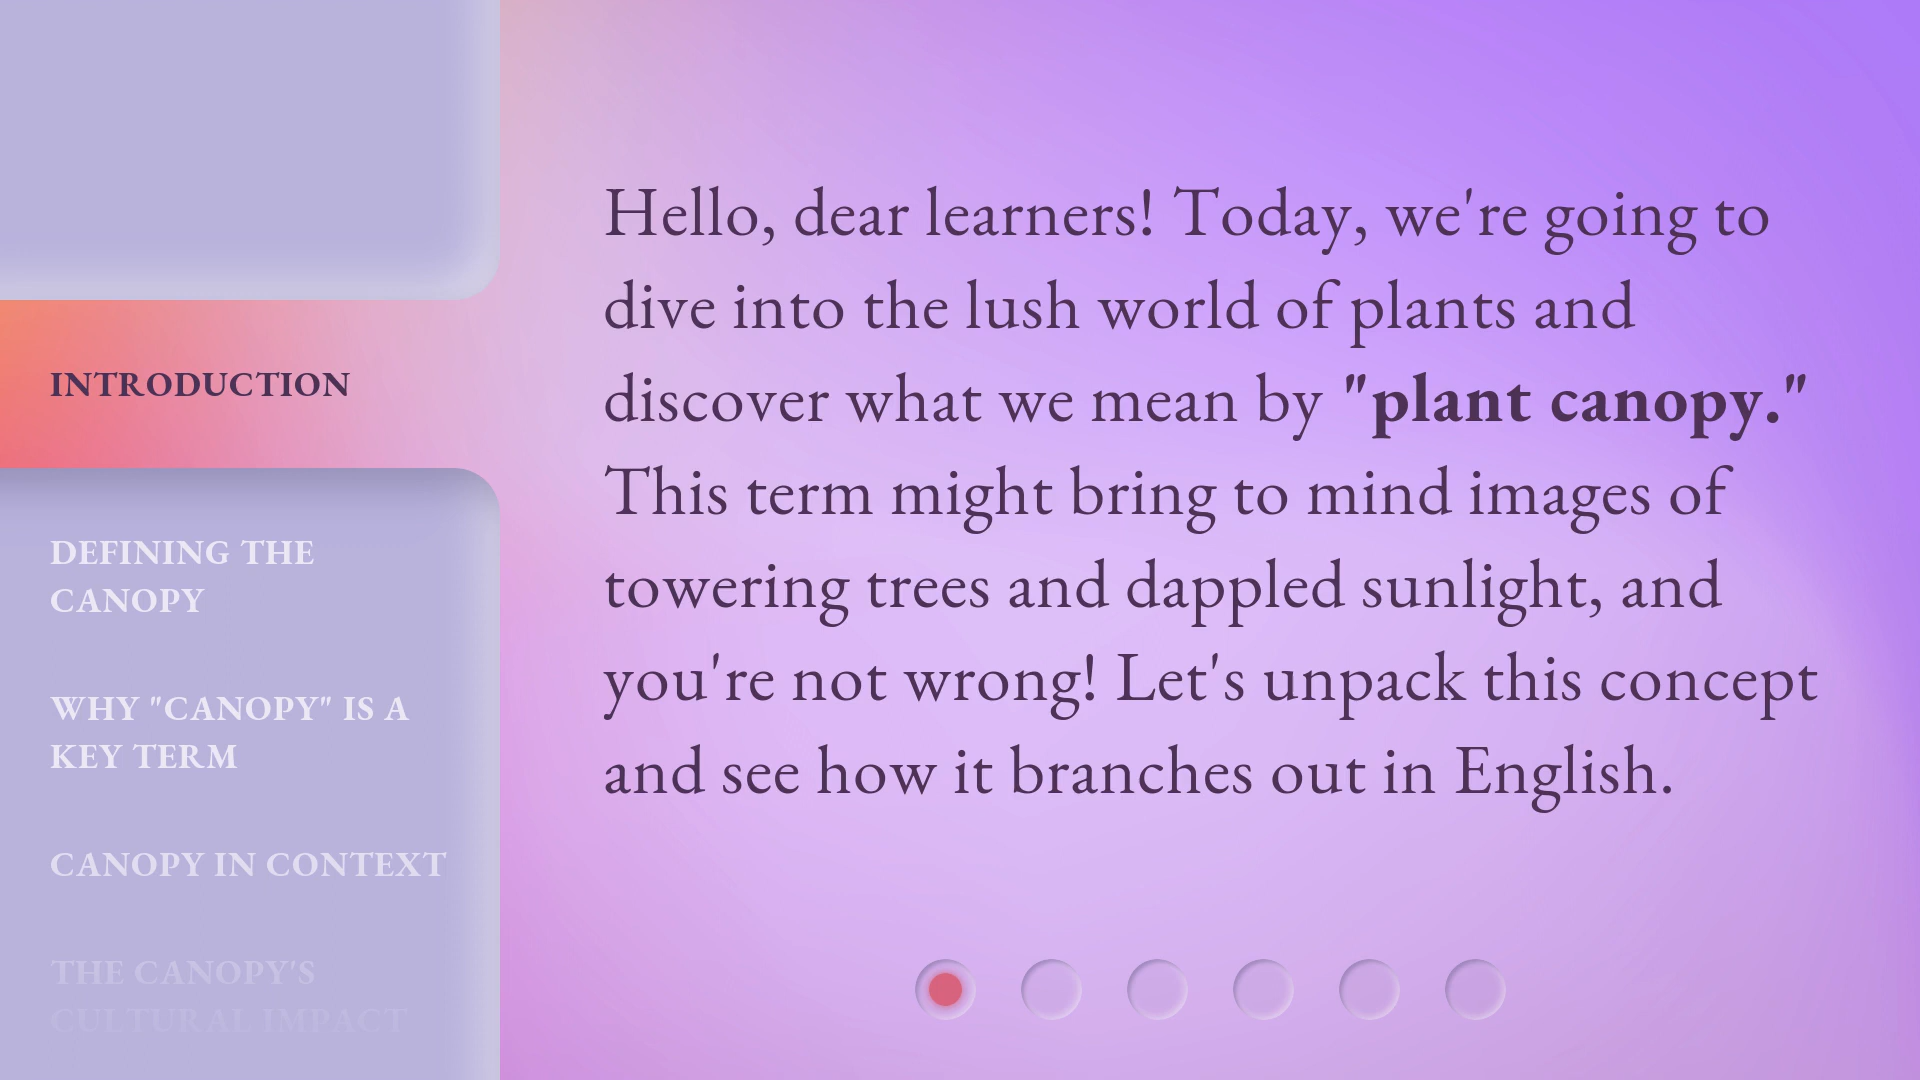 INTRODUCTION
DEFINING THE
CANOPY
WHY "CANOPY" IS A
KEY TERM
CANOPY IN CONTEXT
THE CANOPY'S
CULTURAL IMPACT
Hello, dear learners! Today, we're going to
dive into the lush world of plants and
discover what we mean by "plant canopy."
This term might bring to mind images of
towering trees and dappled sunlight, and
you're not wrong! Let's unpack this concept
and see how it branches out in English.